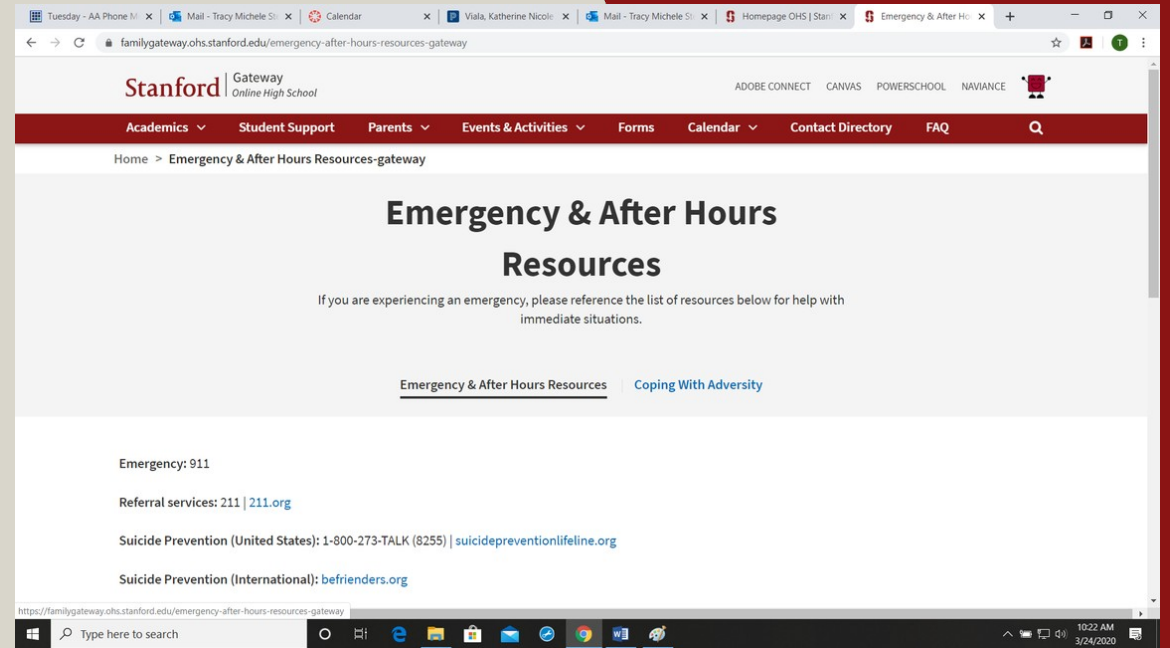 Tuesday - AA Phone M
Mail - Tracy Michele St
Calendar
Viala, Katherine Nicole
Mail - Tracy Michele St
Homepage OHS | Stan
Emergency & After Ho
familygateway.ohs.stanford.edu/emergency-after-hours-resources-gateway
T
Stanford Gateway
Online High School
ADOBE CONNECT CANVAS POWERSCHOOL NAVIANCE
Academics Student Support Parents Events & Activities Forms Calendar Contact Directory FAQ
Home > Emergency & After Hours Resources-gateway
Emergency & After Hours
Resources
If you are experiencing an emergency, please reference the list of resources below for help with
immediate situations.
Emergency & After Hours Resources Coping With Adversity
Emergency: 911
Referral services: 211 | 211.org
Suicide Prevention (United States): 1-800-273-TALK (8255) | suicidepreventionlifeline.org
Suicide Prevention (International): befrienders.org
https://familygateway.ohs.stanford.edu/emergency-after-hours-resources-gateway
Type here to search
10:22 AM
3/24/2020